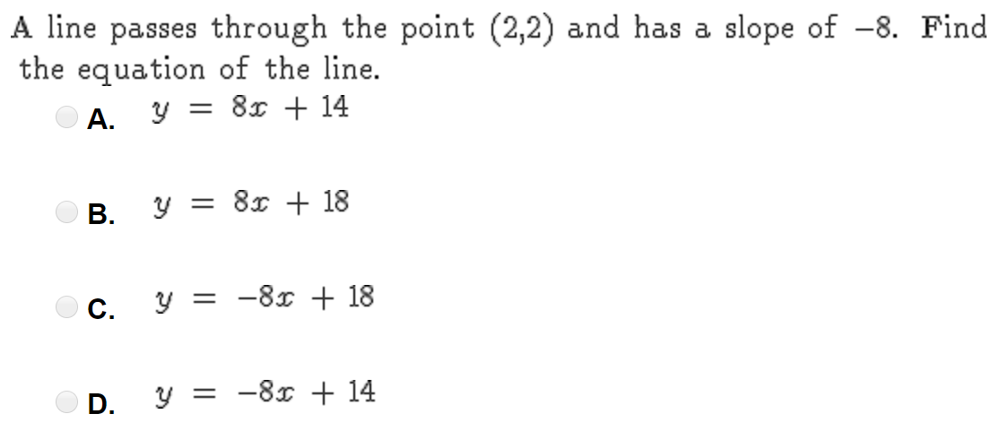 A line passes through the point (2,2) and has a slope of −8. Find
the equation of the line.
A. y = 8x + 14
B. y = 8x + 18
C. y = −8x + 18
D. y = −8x + 14